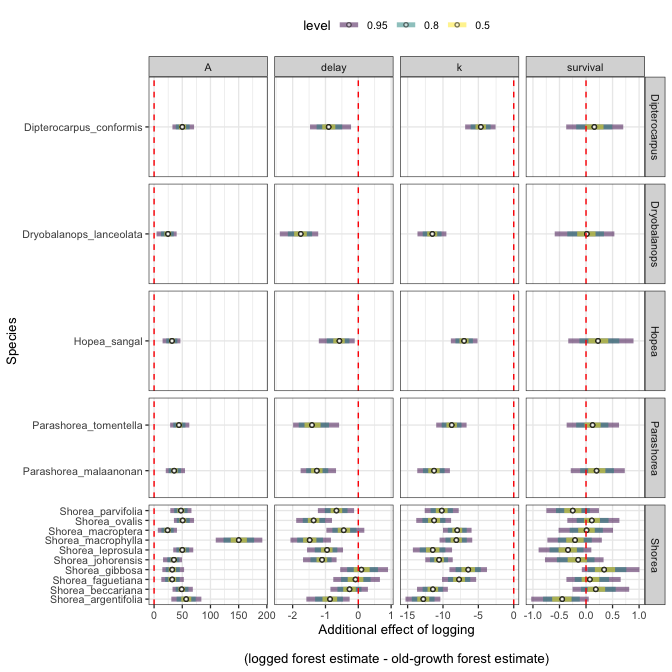 level 0.95 0.8 0.5
A delay k survival
Dipterocarpus_conformis
Dipterocarpus
Dryobalanops_lanceolata
Dryobalanops
Hopea_sangal
Hopea
Parashorea_tomentella
Parashorea_malaanonan
Parashorea
Shorea_parvifolia
Shorea_ovalis
Shorea_macroptera
Shorea_macrophylla
Shorea_leprosula
Shorea_johorensis
Shorea_gibbosa
Shorea_faguetiana
Shorea_beccariana
Shorea_argentifolia
Shorea
Species
0 50 100 150 200 -2 -1 0 1 -15 -10 -5 0 -1.0 -0.5 0.0 0.5 1.0
Additional effect of logging
(logged forest estimate - old-growth forest estimate)